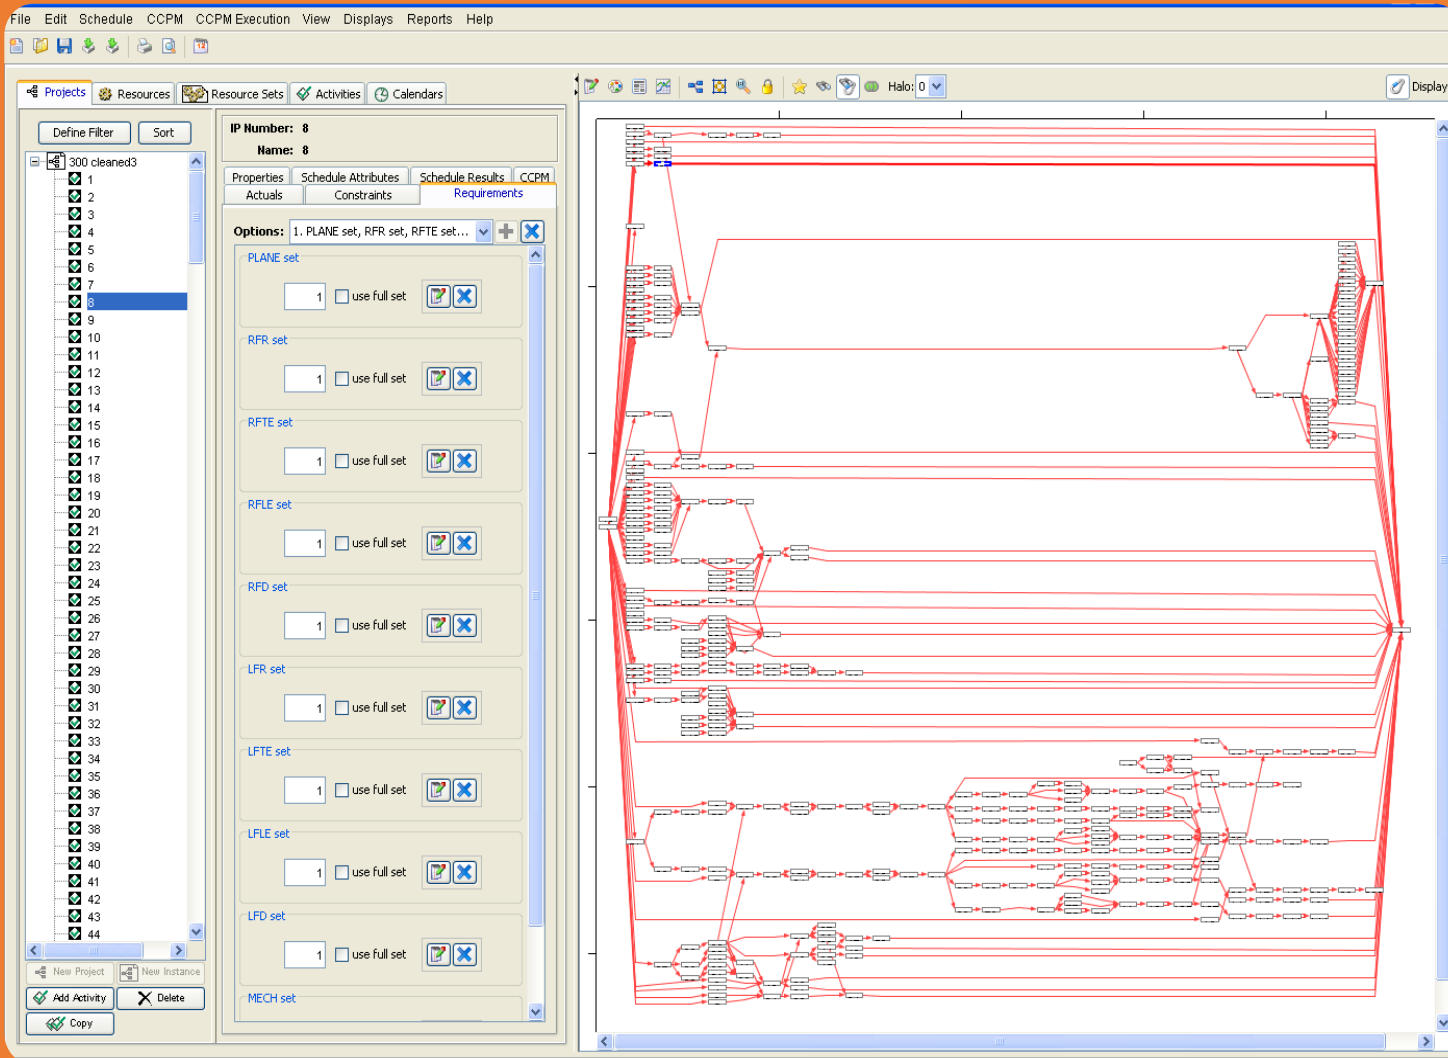 File Edit Schedule CCPM CCPM Execution View Displays Reports Help
12
Projects Resources Resource Sets Activities Calendars
Halo: 0
Display
Define Filter Sort
300 cleaned3
1
2
3
4
5
6
7
8
9
10
11
12
13
14
15
16
17
18
19
20
21
22
23
24
25
26
27
28
29
30
31
32
33
34
35
36
37
38
39
40
41
42
43
44
New Project New Instance
Add Activity Delete
Copy
IP Number: 8
Name: 8
Properties Schedule Attributes Schedule Results CCPM
Actuals Constraints Requirements
Options: 1. PLANE set, RFR set, RFTE set...
PLANE set
1 use full set
RFR set
1 use full set
RFTE set
1 use full set
RFLE set
1 use full set
RFD set
1 use full set
LFR set
1 use full set
LFTE set
1 use full set
LFLE set
1 use full set
LFD set
1 use full set
MECH set